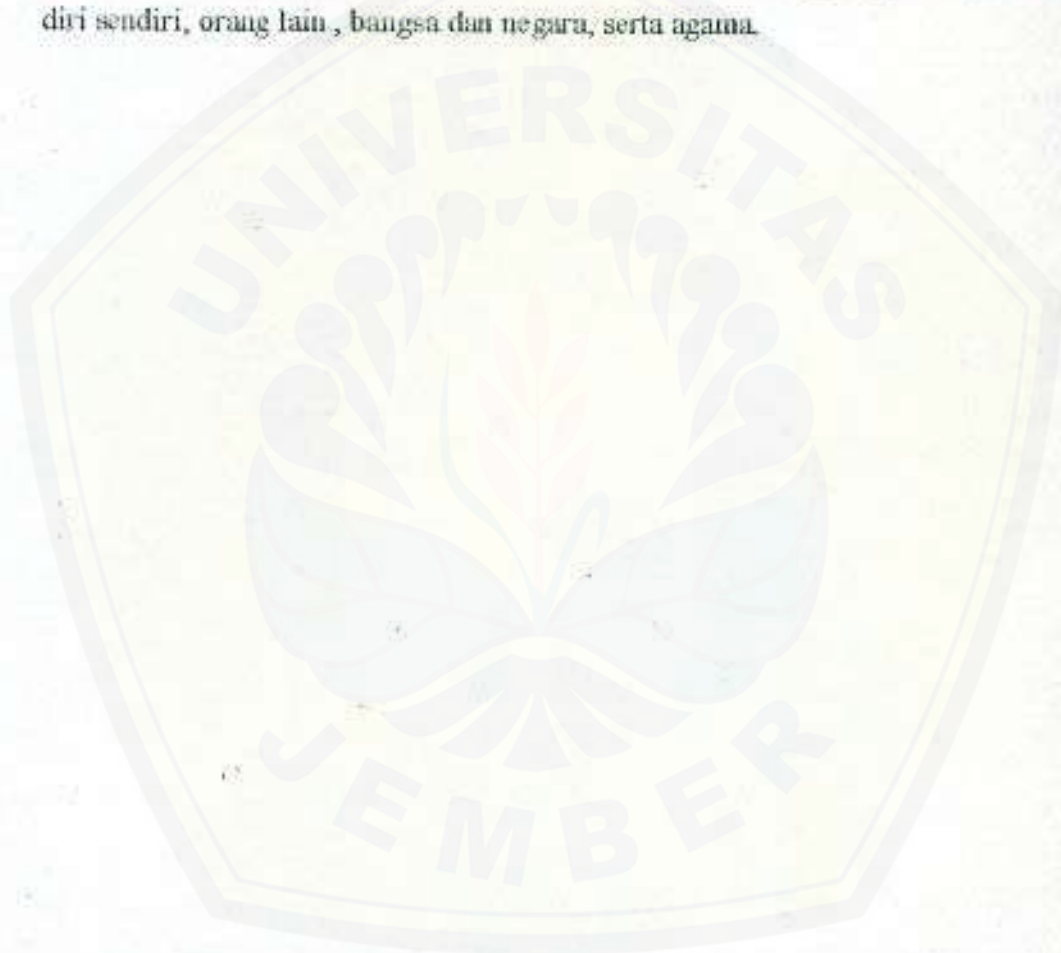 diri sendiri, orang lain , bangsa dan negara, serta agama.
UNIVERSITAS
JEMBER